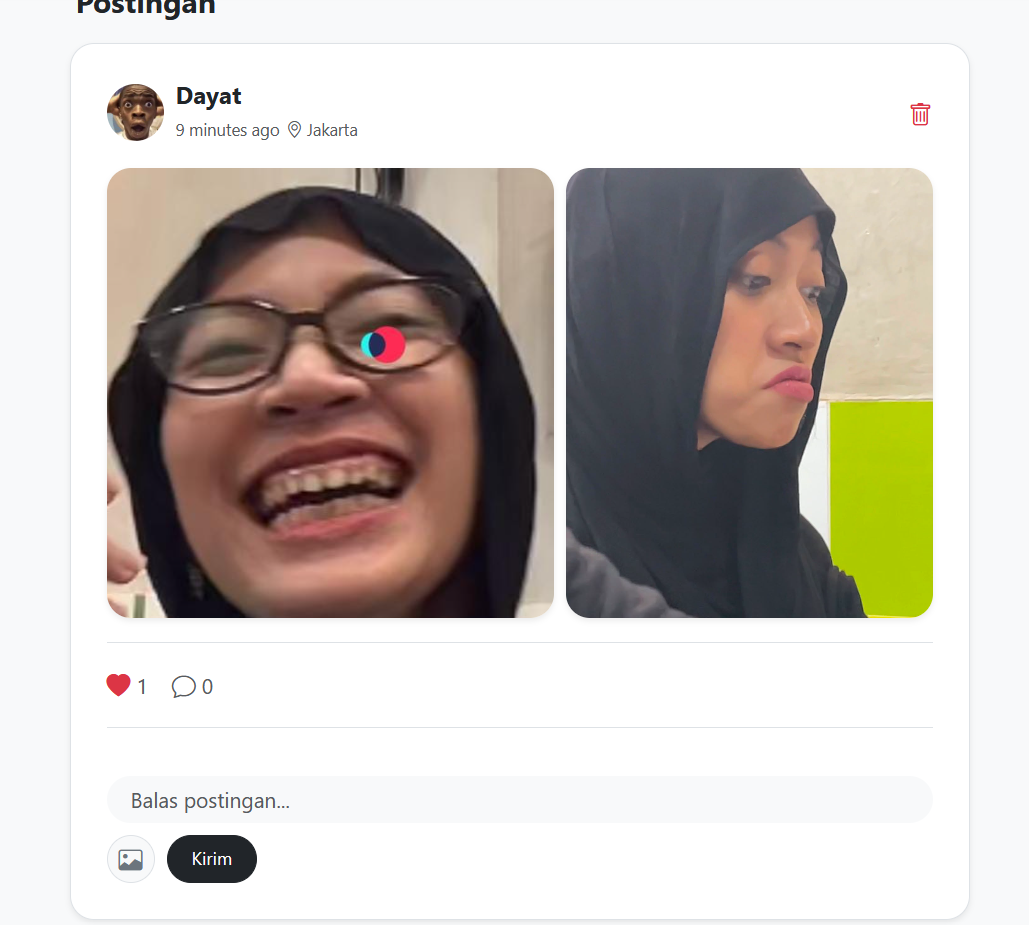 Postingan
Dayat
9 minutes ago Jakarta
1 0
Balas postingan...
Kirim